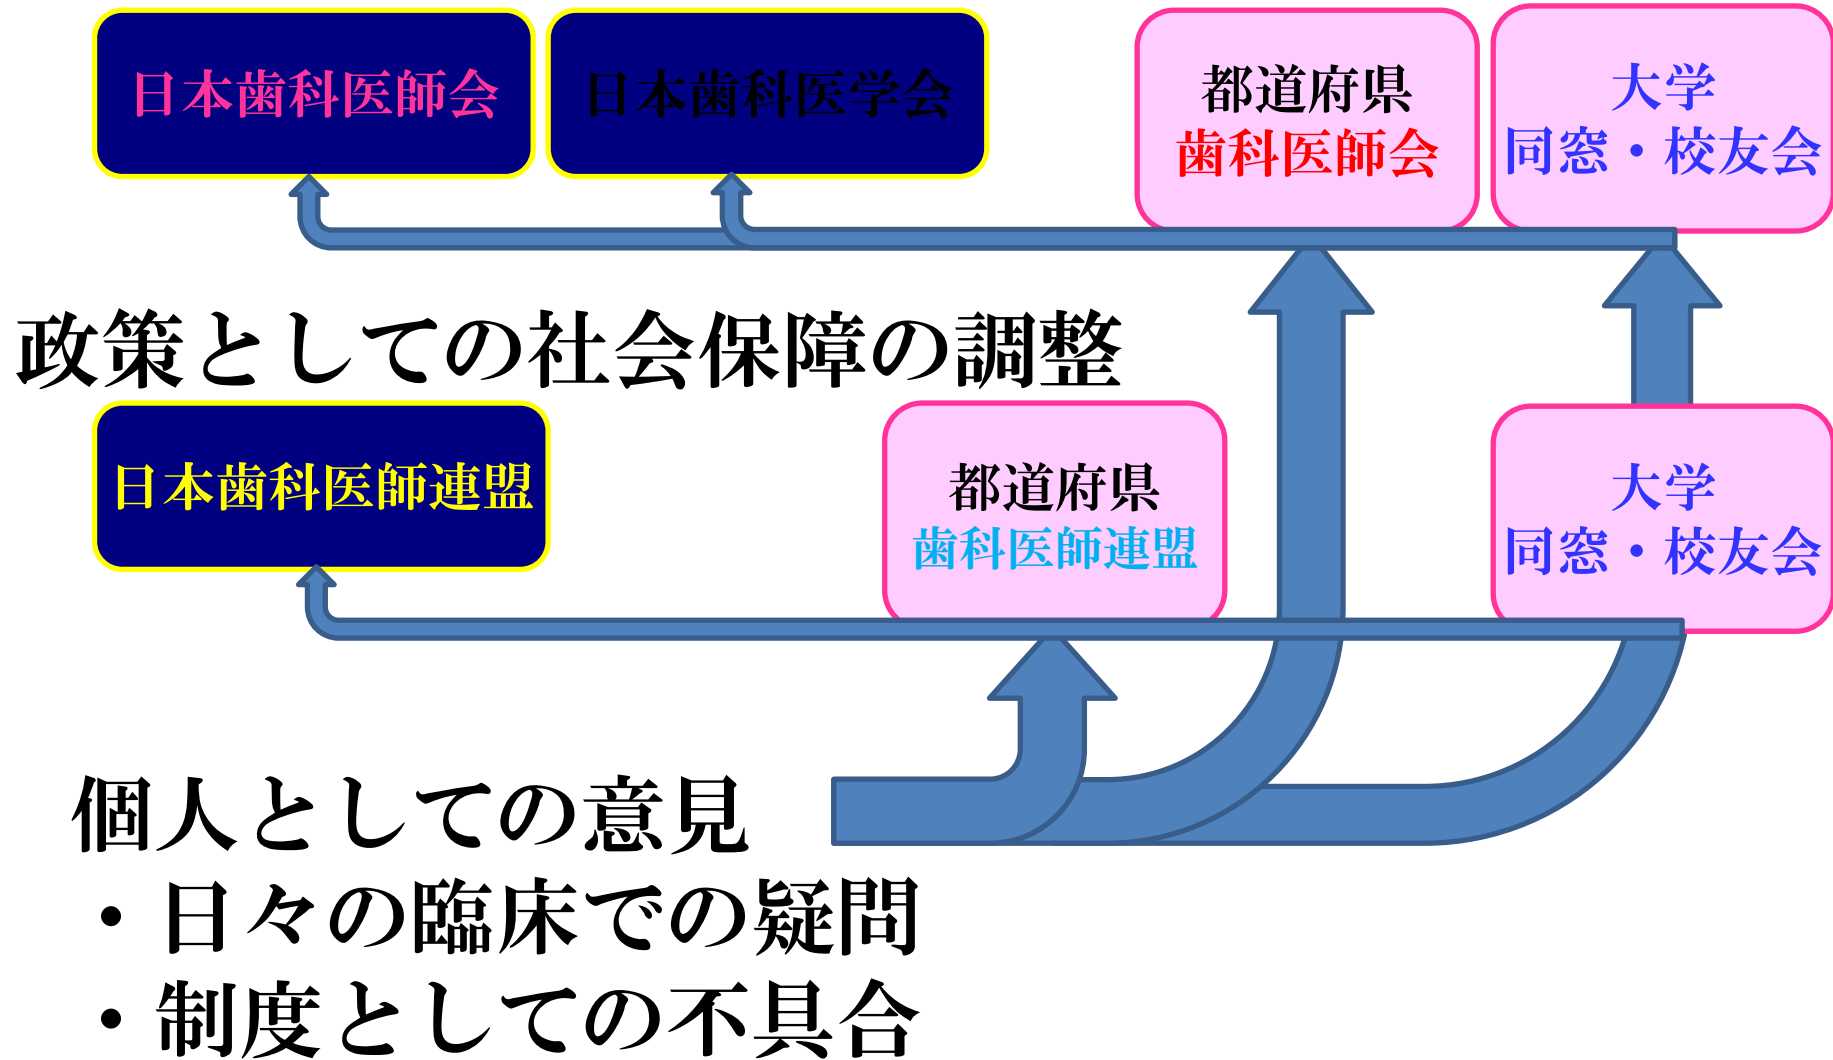 日本歯科医師会
日本歯科医学会
都道府県
歯科医師会
大学
同窓・校友会
政策としての社会保障の調整
日本歯科医師連盟
都道府県
歯科医師連盟
大学
同窓・校友会
個人としての意見
・日々の臨床での疑問
・制度としての不具合